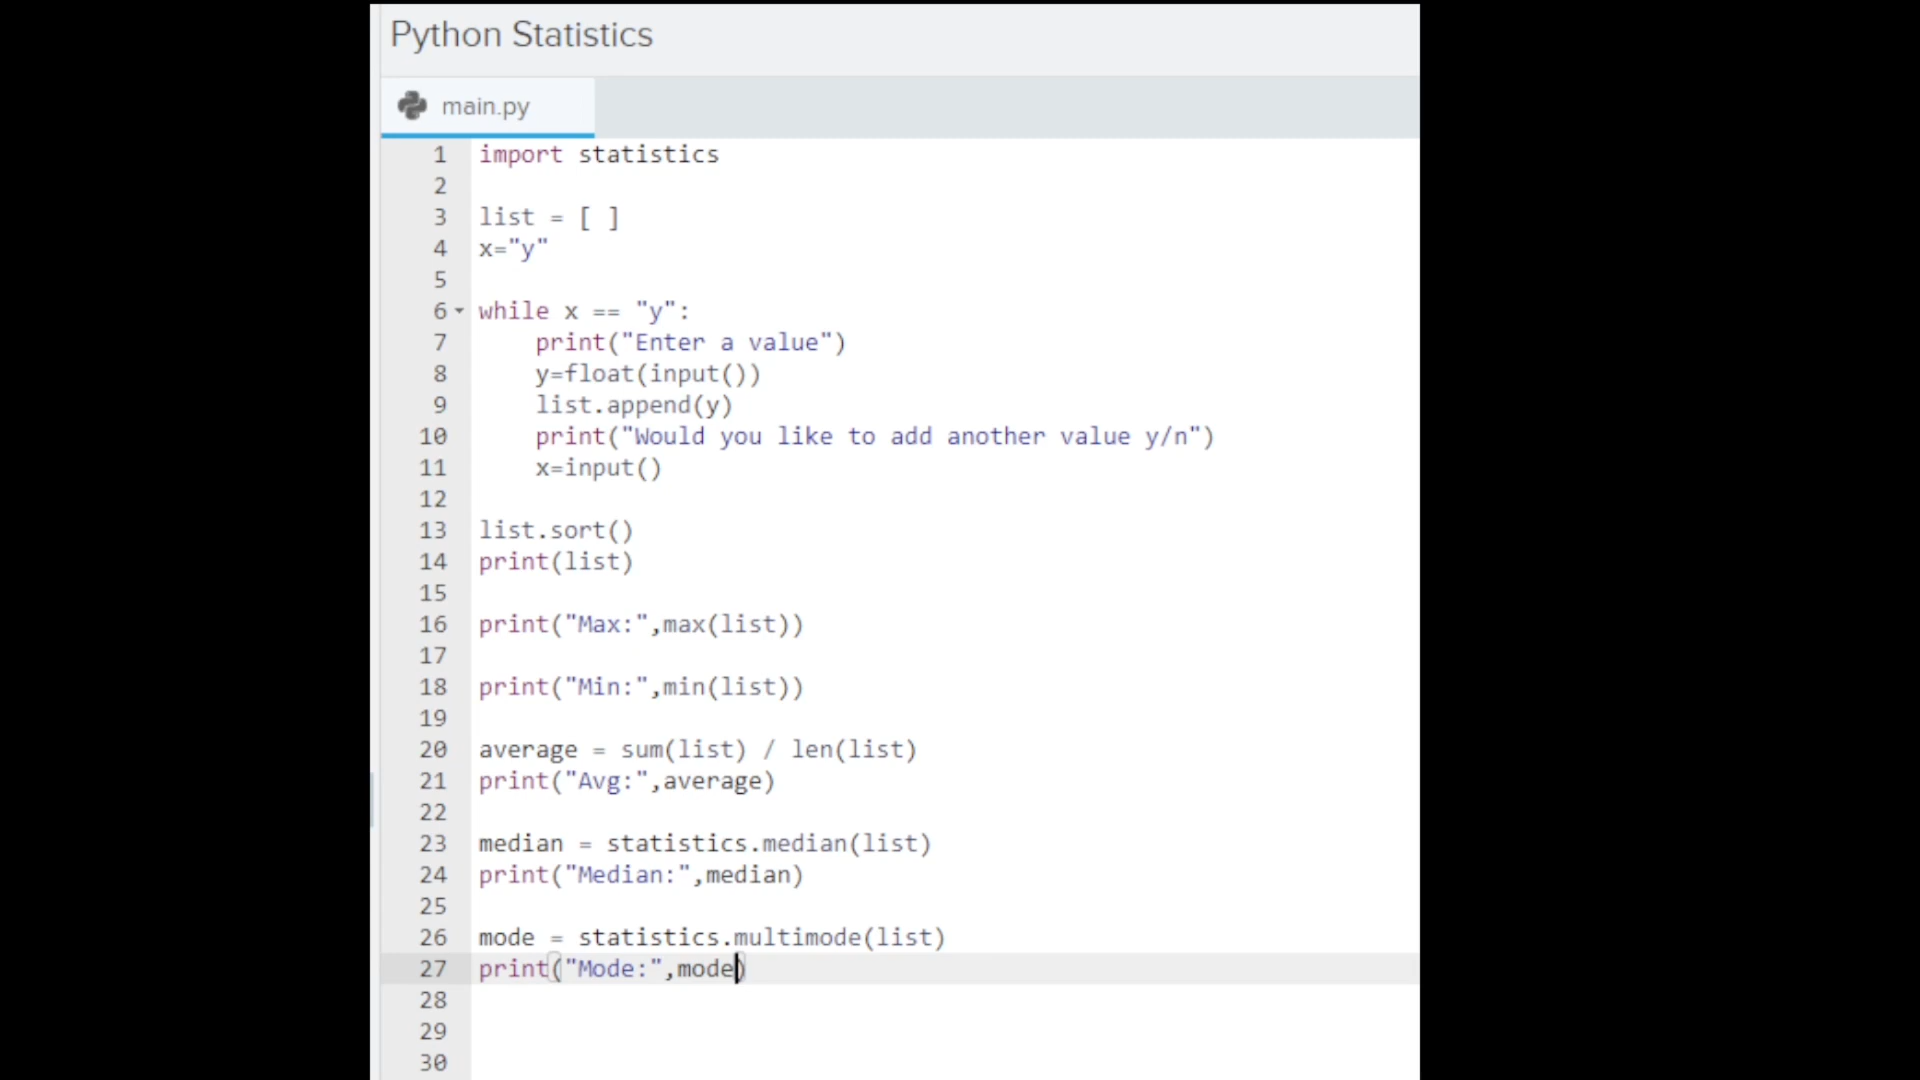 Python Statistics
main.py
1 import statistics
2
3 list = [ ]
4 x="y"
5
6 while x == "y":
7     print("Enter a value")
8     y=float(input())
9     list.append(y)
10     print("Would you like to add another value y/n")
11     x=input()
12
13 list.sort()
14 print(list)
15
16 print("Max:",max(list))
17
18 print("Min:",min(list))
19
20 average = sum(list) / len(list)
21 print("Avg:",average)
22
23 median = statistics.median(list)
24 print("Median:",median)
25
26 mode = statistics.multimode(list)
27 print("Mode:",mode)
28
29
30